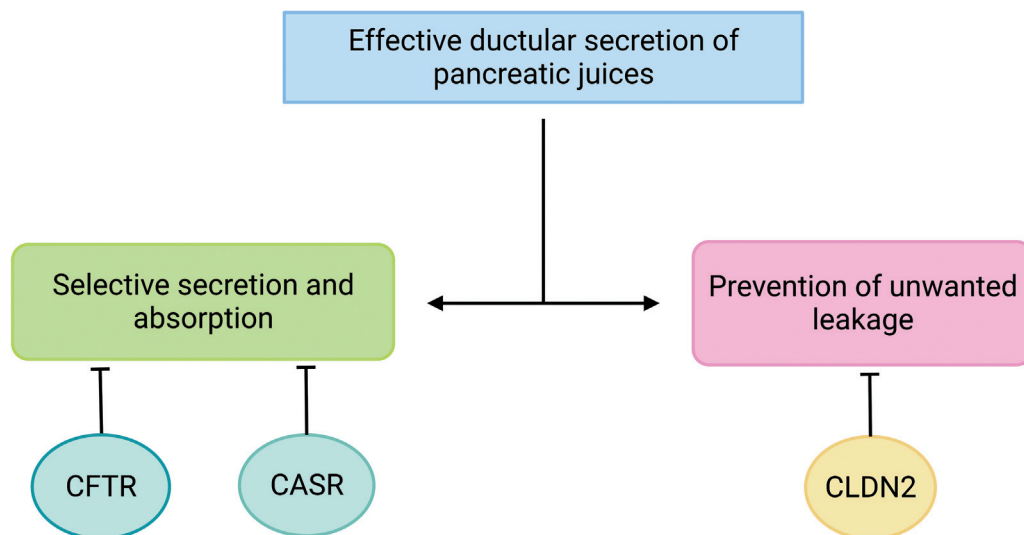 Effective ductular secretion of
pancreatic juices
Selective secretion and
absorption
Prevention of unwanted
leakage
CFTR
CASR
CLDN2